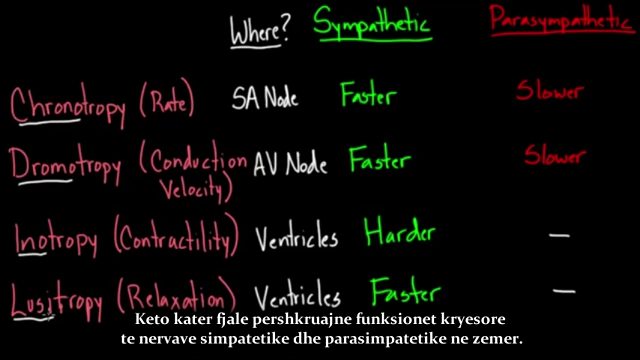 Where? Sympathetic Parasympathetic
Chronotropy (Rate) SA Node Faster Slower
Dromotropy (Conduction Velocity) AV Node Faster Slower
Inotropy (Contractility) Ventricles Harder —
Lusitropy (Relaxation) Ventricles Faster —
Keto kater fjale pershkruajne funksionet kryesore
te nervave simpatetike dhe parasimpatetike ne zemer.